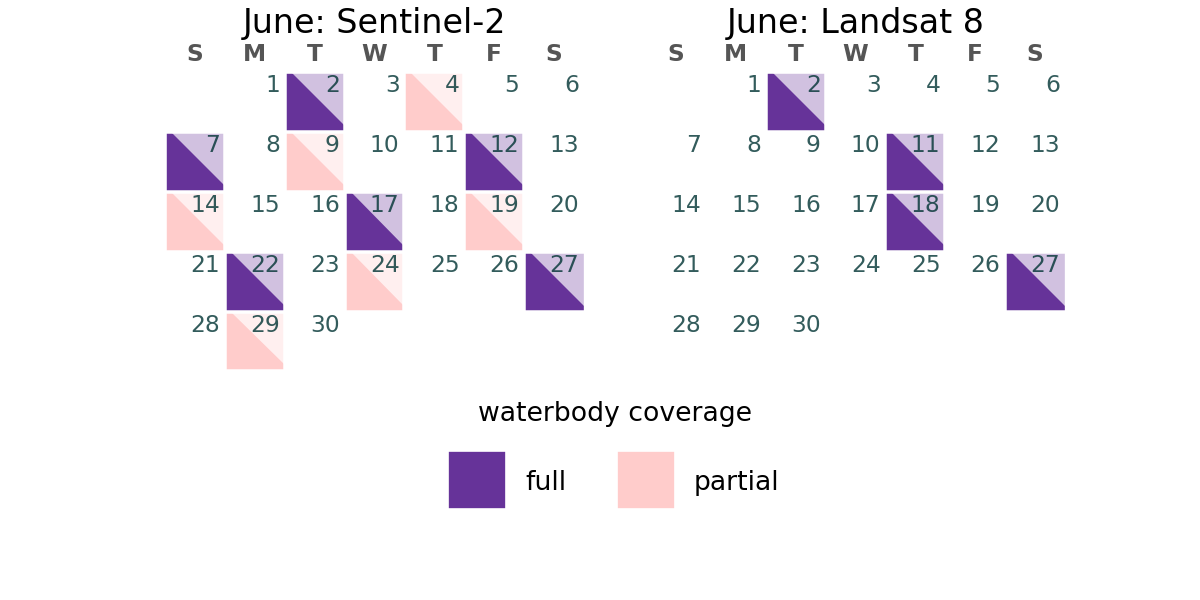 June: Sentinel-2
S M T W T F S
1 2 3 4 5 6
7 8 9 10 11 12 13
14 15 16 17 18 19 20
21 22 23 24 25 26 27
28 29 30
June: Landsat 8
S M T W T F S
1 2 3 4 5 6
7 8 9 10 11 12 13
14 15 16 17 18 19 20
21 22 23 24 25 26 27
28 29 30
waterbody coverage
full
partial